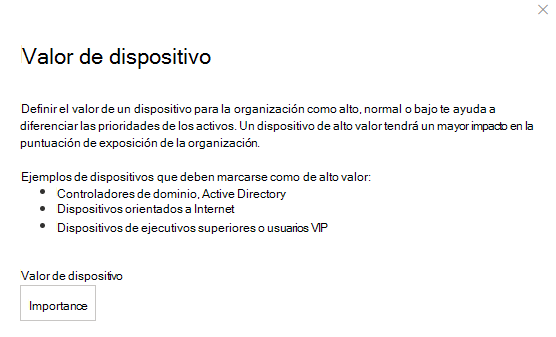 Valor de dispositivo
Definir el valor de un dispositivo para la organización como alto, normal o bajo te ayuda a
diferenciar las prioridades de los activos. Un dispositivo de alto valor tendrá un mayor impacto en la
puntuación de exposición de la organización.
Ejemplos de dispositivos que deben marcarse como de alto valor:
• Controladores de dominio, Active Directory
• Dispositivos orientados a Internet
• Dispositivos de ejecutivos superiores o usuarios VIP
Valor de dispositivo
Importance